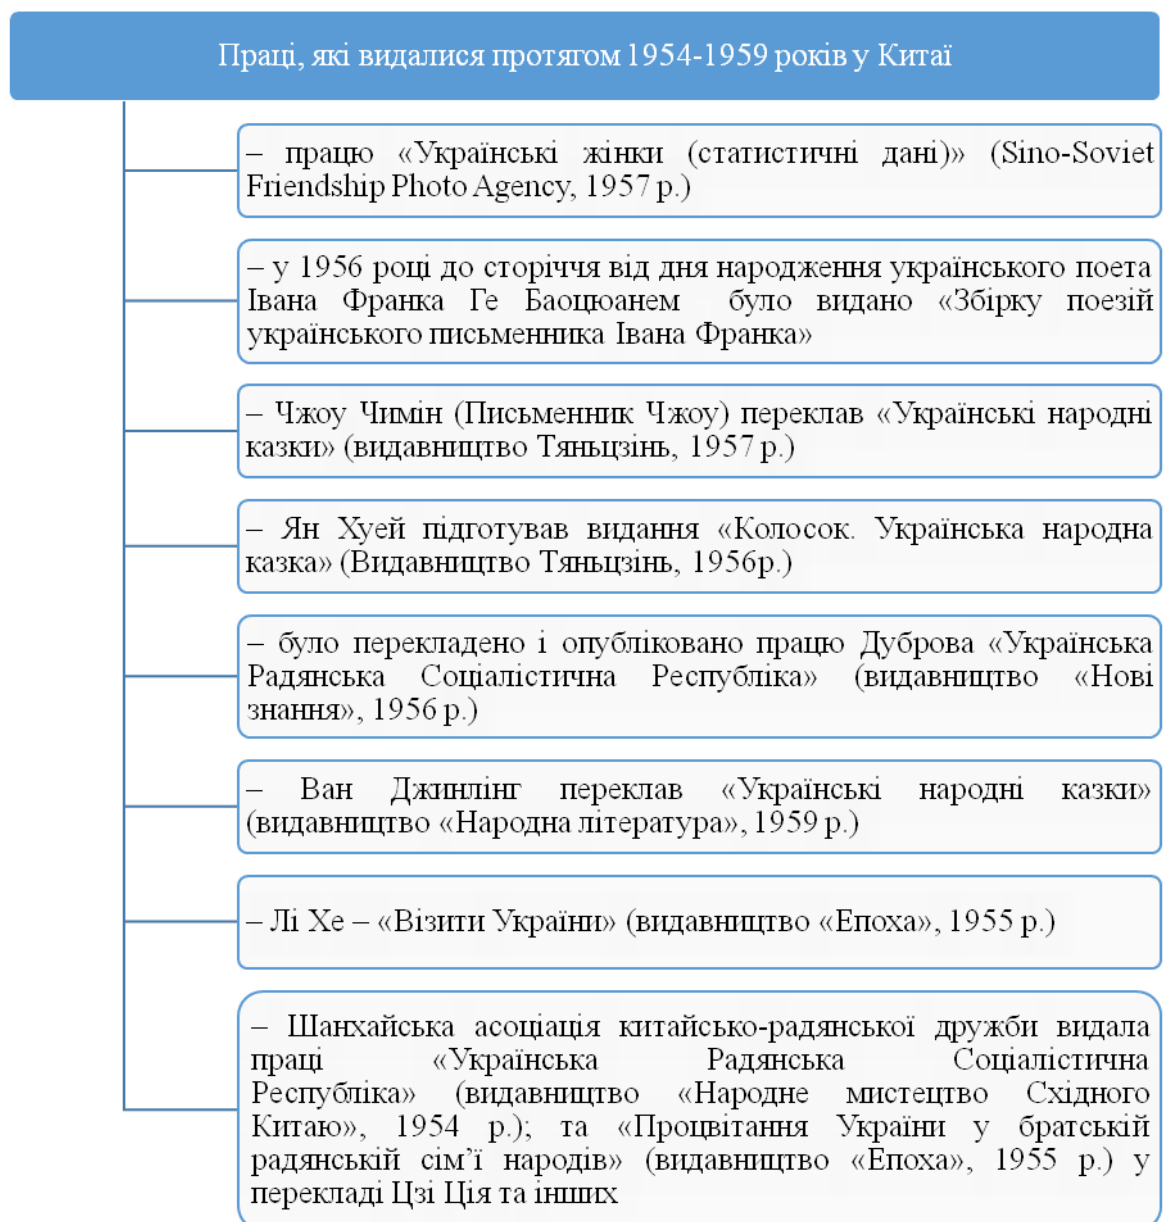 Праці, які видалися протягом 1954-1959 років у Китаї
– працю «Українські жінки (статистичні дані)» (Sino-Soviet
Friendship Photo Agency, 1957 р.)
– у 1956 році до сторіччя від дня народження українського поета
Івана Франка Ге Баоцюанем було видано «Збірку поезій
українського письменника Івана Франка»
– Чжоу Чимін (Письменник Чжоу) переклав «Українські народні
казки» (видавництво Тяньцзінь, 1957 р.)
– Ян Хуей підготував видання «Колосок. Українська народна
казка» (Видавництво Тяньцзінь, 1956р.)
– було перекладено і опубліковано працю Дуброва «Українська
Радянська Соціалістична Республіка» (видавництво «Нові
знання», 1956 р.)
– Ван Джинлінг переклав «Українські народні казки»
(видавництво «Народна література», 1959 р.)
– Лі Хе – «Візити України» (видавництво «Епоха», 1955 р.)
– Шанхайська асоціація китайсько-радянської дружби видала
праці «Українська Радянська Соціалістична
Республіка» (видавництво «Народне мистецтво Східного
Китаю», 1954 р.); та «Процвітання України у братській
радянській сім’ї народів» (видавництво «Епоха», 1955 р.) у
перекладі Цзі Ція та інших